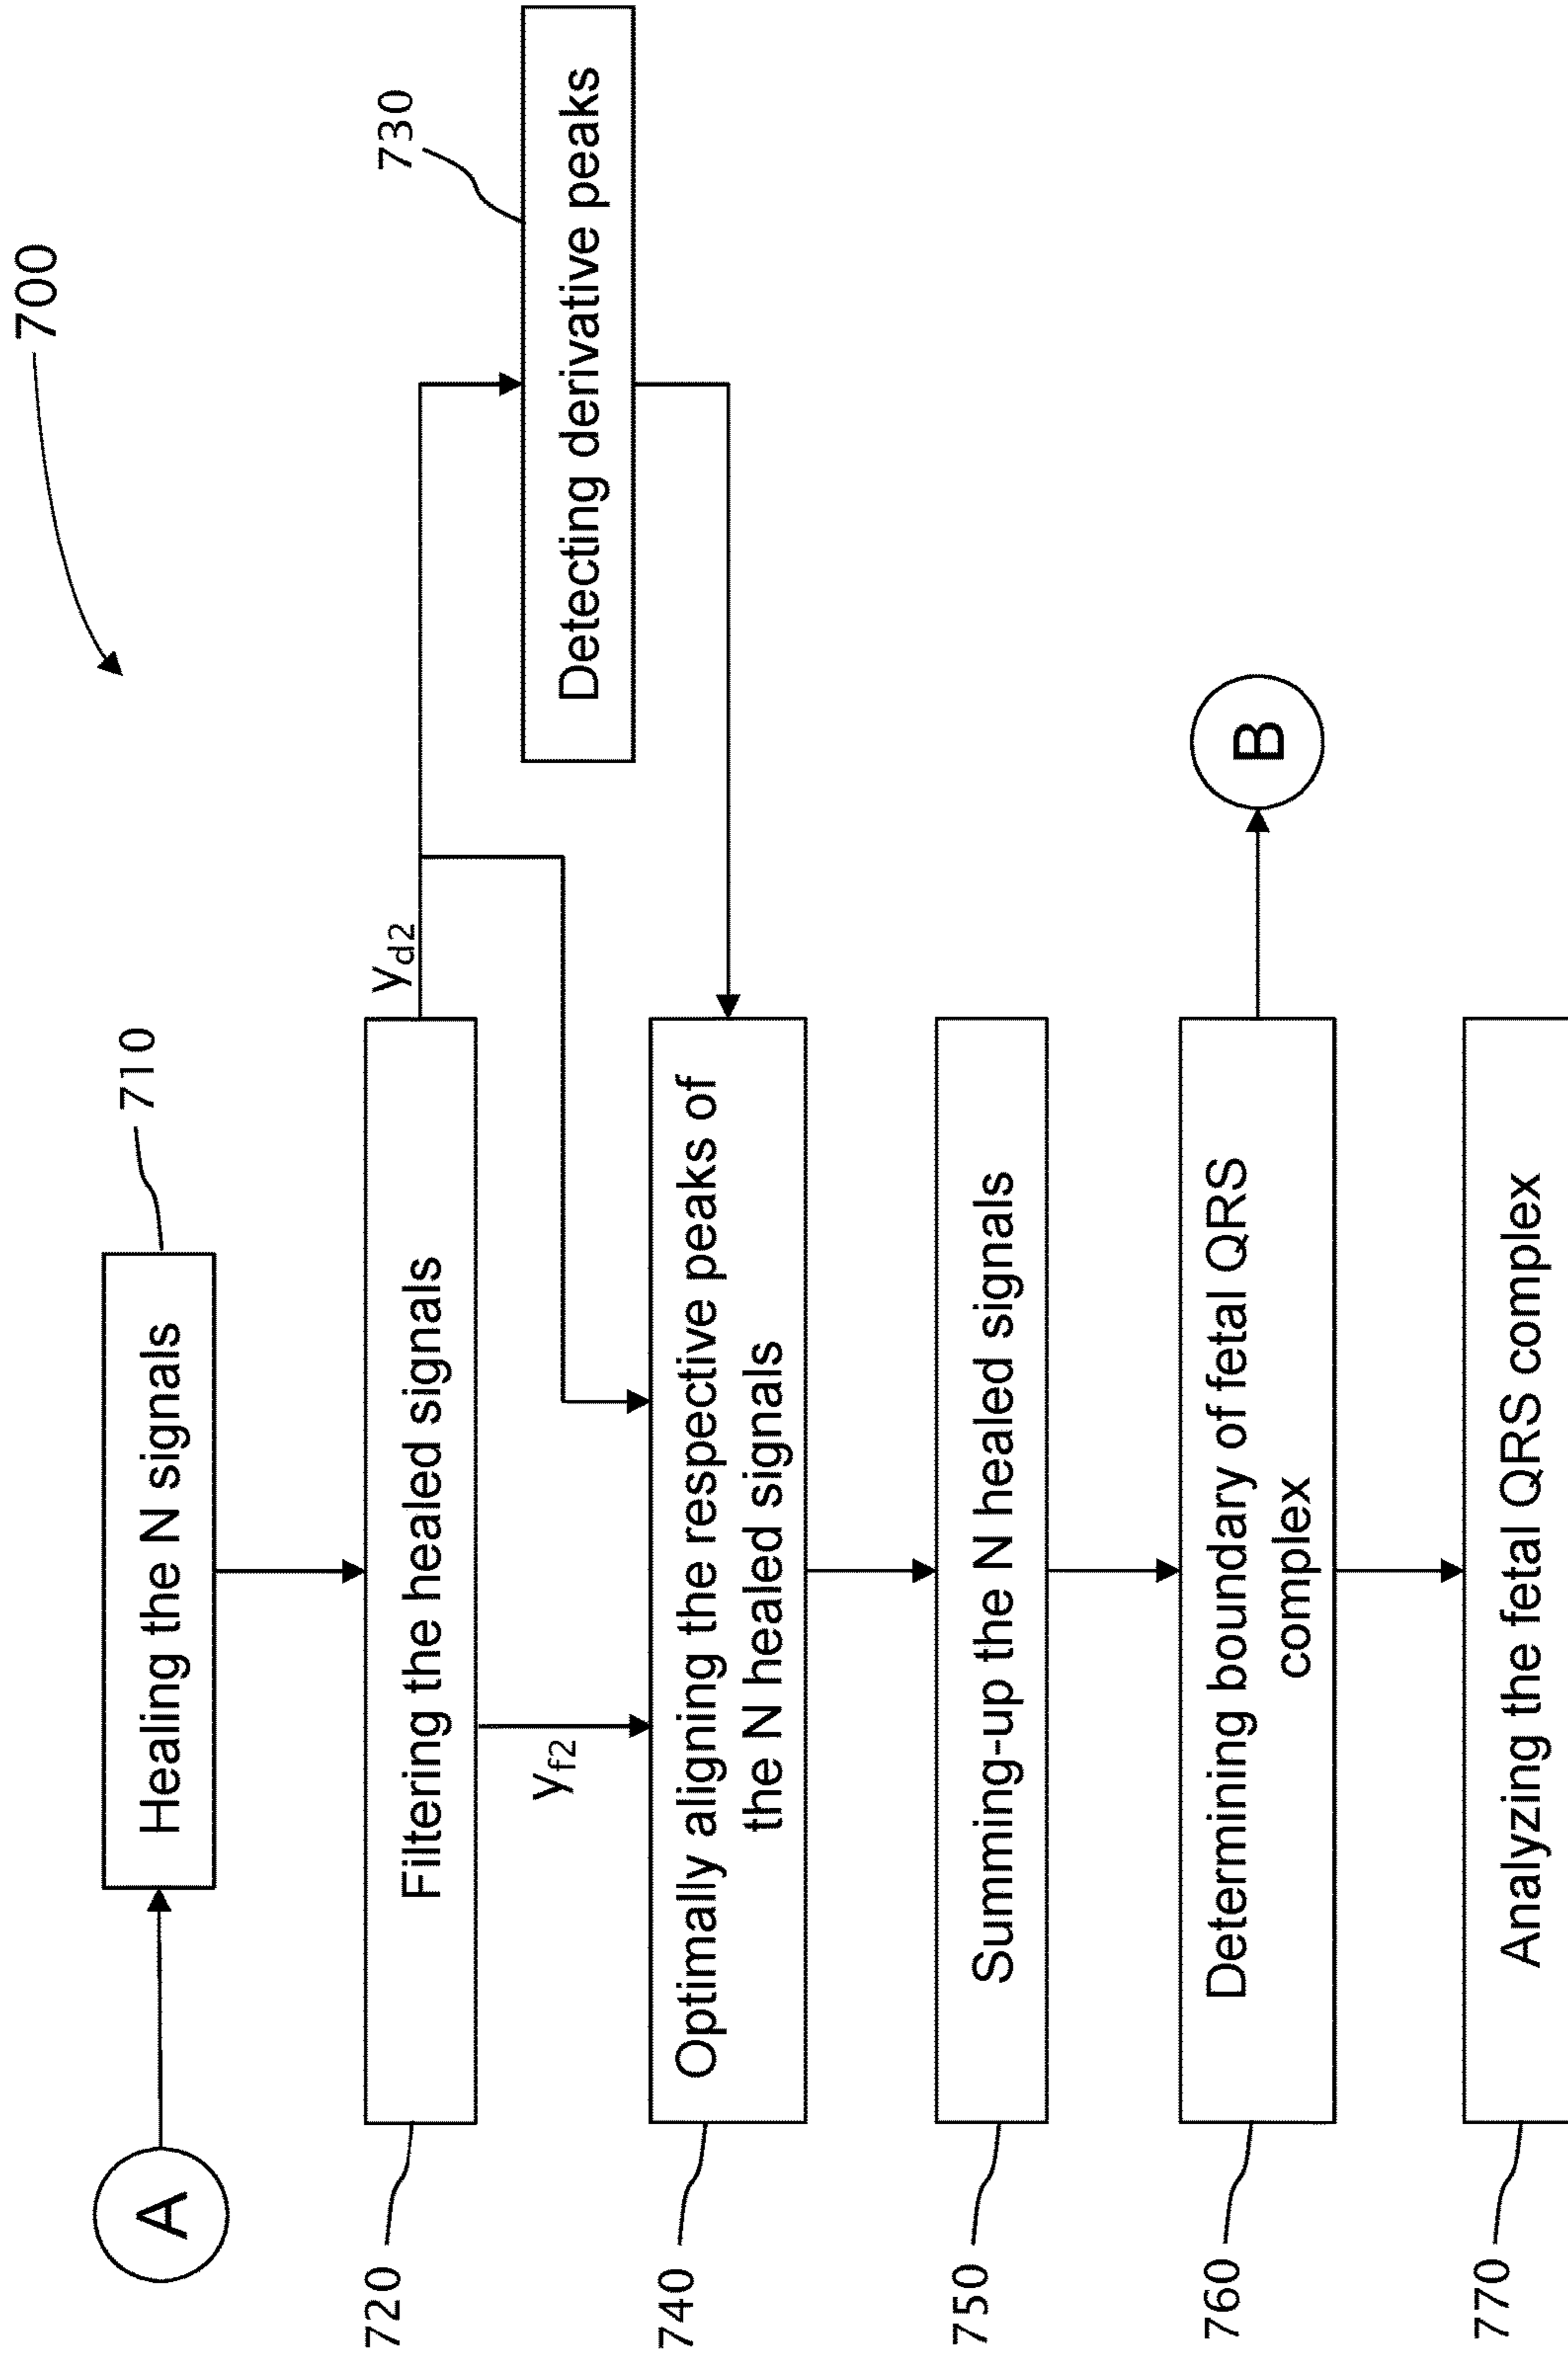 700
A
Healing the N signals
710
720
Filtering the healed signals
yd2
730
Detecting derivative peaks
yf2
740
Optimally aligning the respective peaks of
the N healed signals
750
Summing-up the N healed signals
760
Determining boundary of fetal QRS
complex
B
770
Analyzing the fetal QRS complex